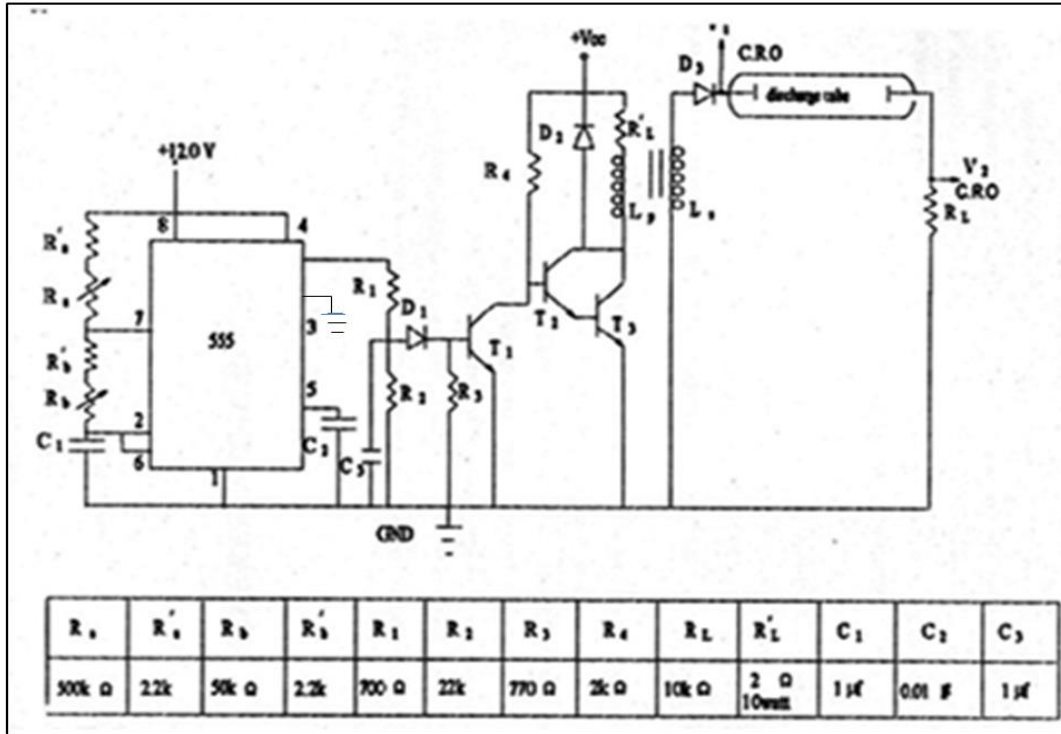 +Vcc
C.R.O
D3
discharge tube
D2
R'L
+120 V
R4
Lp
Ls
V2
C.R.O
RL
8
4
R'a
Ra
R1
D1
7
555
3
T2
T3
T1
R'b
Rb
5
R2
R3
2
C1
C2
C3
6
1
GND
Ra R'a Rb R'b R1 R2 R3 R4 RL R'L C1 C2 C3
500k Ω 2.2k 50k Ω 2.2k 700 Ω 22k 770 Ω 2k Ω 10k Ω 2 Ω 1 µf 0.01 1 µf
10watt